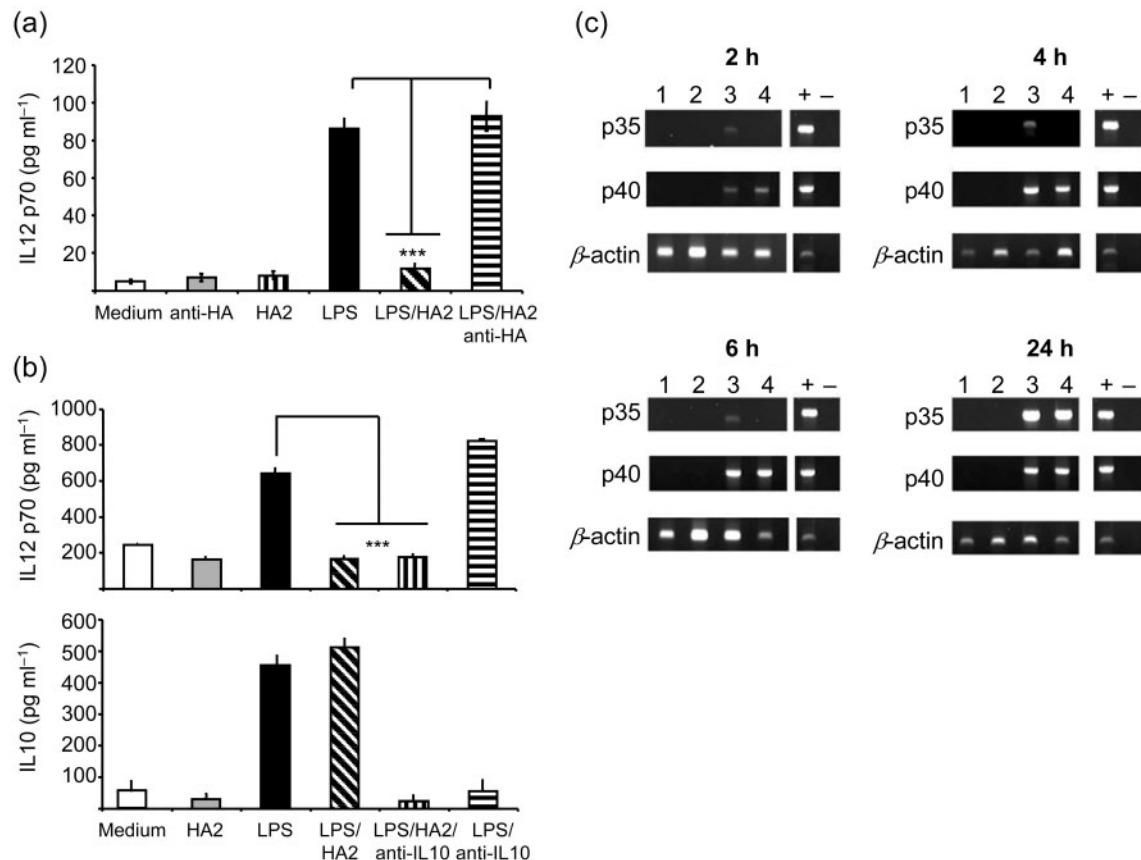 (a)
IL12 p70 (pg ml⁻¹)
120
100
80
60
40
20
***
Medium anti-HA HA2 LPS LPS/HA2 LPS/HA2
anti-HA
(b)
IL12 p70 (pg ml⁻¹)
1000
800
600
400
200
0
***
IL10 (pg ml⁻¹)
600
500
400
300
200
100
Medium HA2 LPS LPS/ LPS/HA2/ LPS/
HA2 anti-IL10 anti-IL10
(c)
2 h
1 2 3 4 + –
p35
p40
β-actin
4 h
1 2 3 4 + –
p35
p40
β-actin
6 h
1 2 3 4 + –
p35
p40
β-actin
24 h
1 2 3 4 + –
p35
p40
β-actin